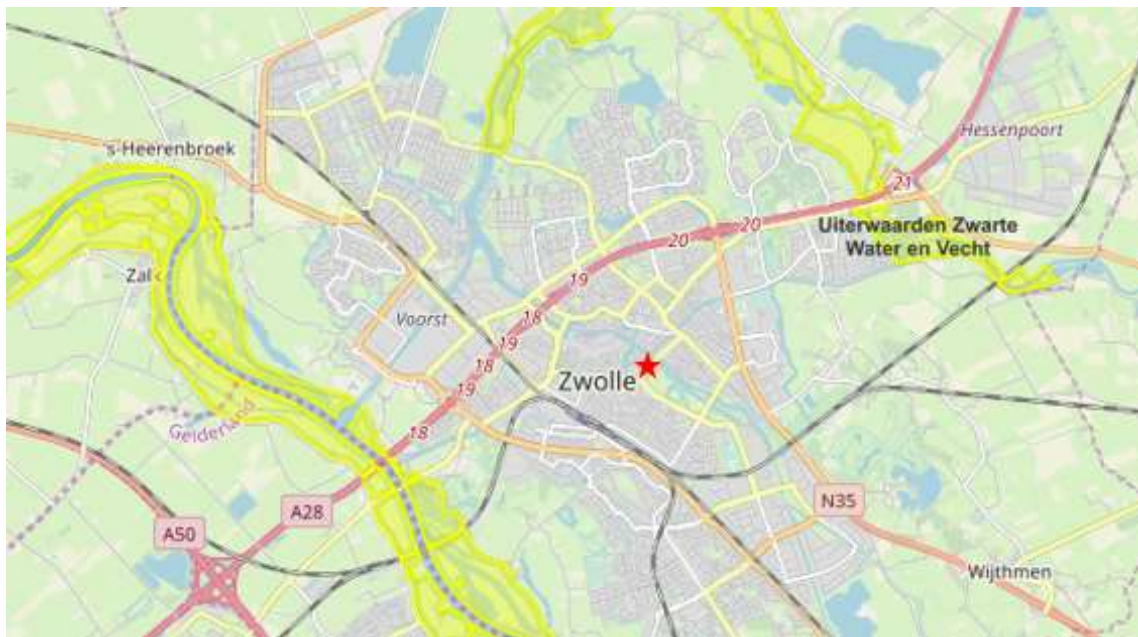 Hessenpoort
's-Heerenbroek
21
20
20
Uiterwaarden Zwarte
Water en Vecht
Zalk
19
18
Voorst
19
18
19
Zwolle
18
Gelderland
A28
A50
N35
Wijthmen